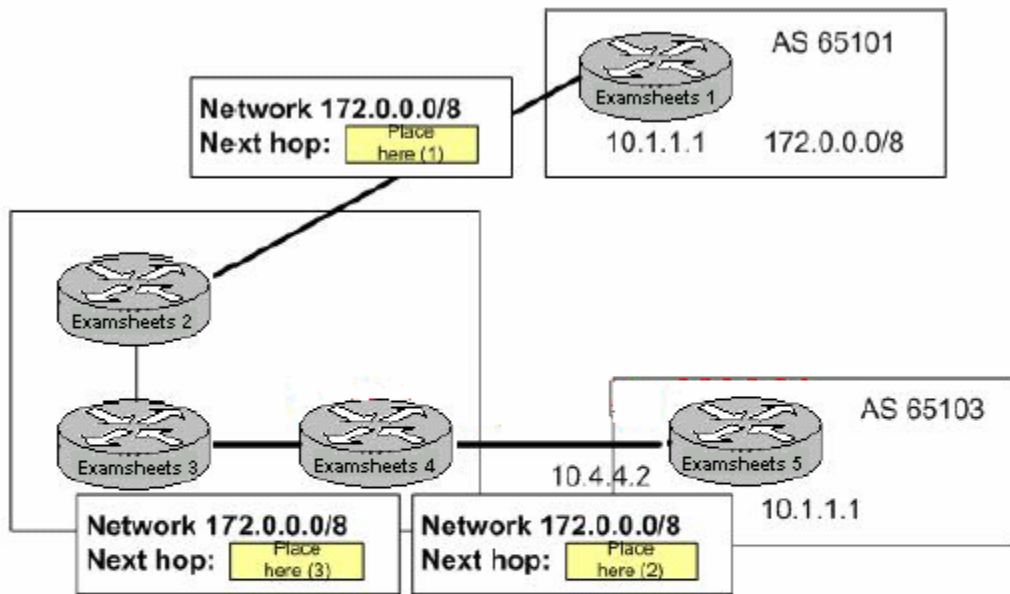 AS 65101
Examsheets 1
10.1.1.1 172.0.0.0/8
Network 172.0.0.0/8
Next hop: Place here (1)
Examsheets 2
Examsheets 3
Examsheets 4
Examsheets 5
AS 65103
10.4.4.2
10.1.1.1
Network 172.0.0.0/8
Next hop: Place here (3)
Network 172.0.0.0/8
Next hop: Place here (2)